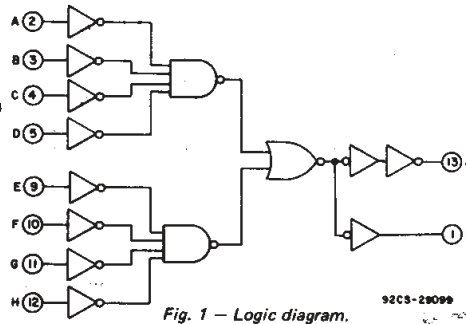 A 2
B 3
C 4
D 5
E 9
F 10
G 11
H 12
13
1
92CS-29099
Fig. 1 — Logic diagram.